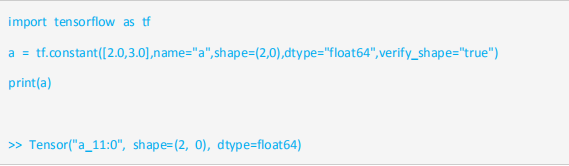 import tensorflow as tf
a = tf.constant([2.0,3.0],name="a",shape=(2,0),dtype="float64",verify_shape="true")
print(a)
>> Tensor("a_11:0", shape=(2, 0), dtype=float64)